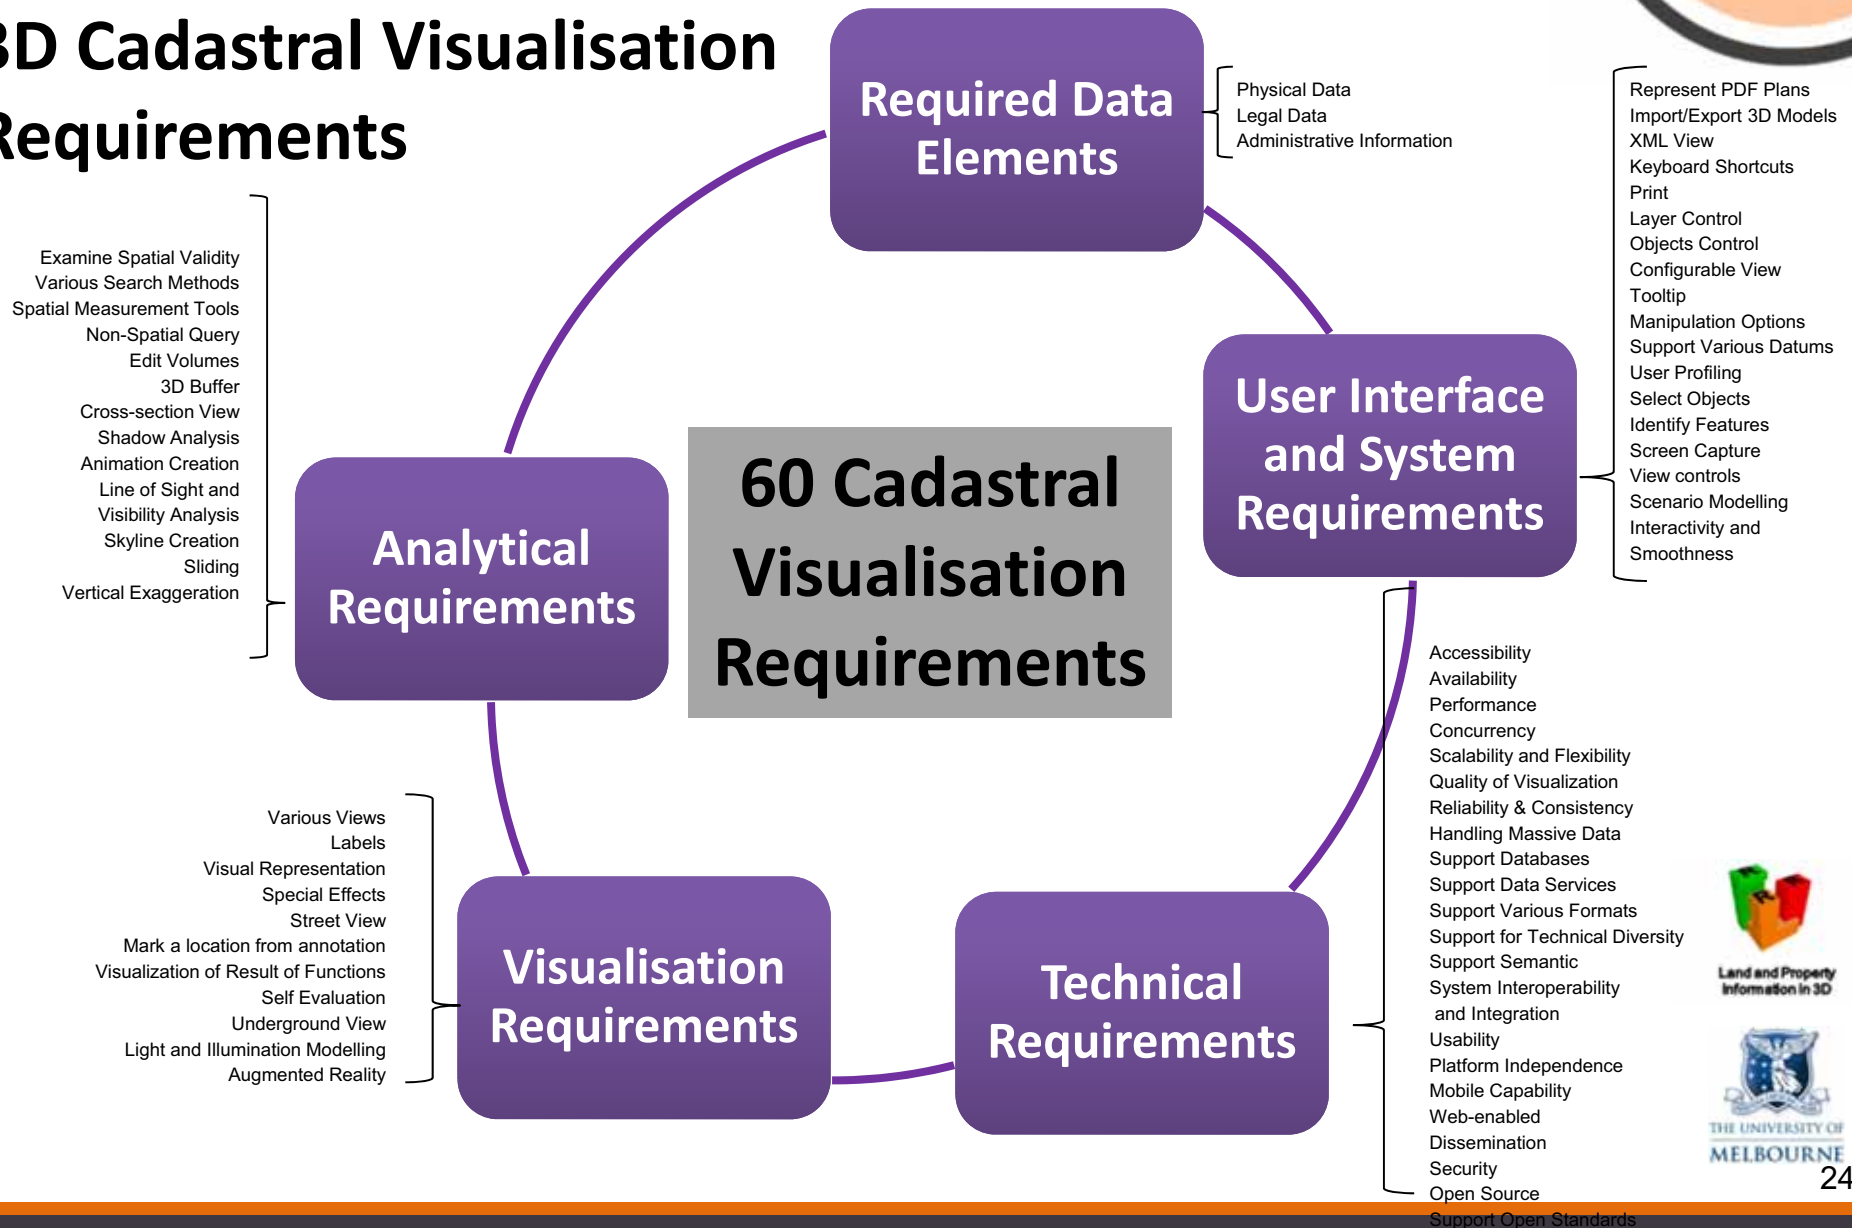 3D Cadastral Visualisation
Requirements
Required Data
Elements
Physical Data
Legal Data
Administrative Information
User Interface
and System
Requirements
Represent PDF Plans
Import/Export 3D Models
XML View
Keyboard Shortcuts
Print
Layer Control
Objects Control
Configurable View
Tooltip
Manipulation Options
Support Various Datums
User Profiling
Select Objects
Identify Features
Screen Capture
View controls
Scenario Modelling
Interactivity and
Smoothness
Technical
Requirements
Accessibility
Availability
Performance
Concurrency
Scalability and Flexibility
Quality of Visualization
Reliability & Consistency
Handling Massive Data
Support Databases
Support Data Services
Support Various Formats
Support for Technical Diversity
Support Semantic
System Interoperability
and Integration
Usability
Platform Independence
Mobile Capability
Web-enabled
Dissemination
Security
Open Source
Support Open Standards
Visualisation
Requirements
Various Views
Labels
Visual Representation
Special Effects
Street View
Mark a location from annotation
Visualization of Result of Functions
Self Evaluation
Underground View
Light and Illumination Modelling
Augmented Reality
Analytical
Requirements
Examine Spatial Validity
Various Search Methods
Spatial Measurement Tools
Non-Spatial Query
Edit Volumes
3D Buffer
Cross-section View
Shadow Analysis
Animation Creation
Line of Sight and
Visibility Analysis
Skyline Creation
Sliding
Vertical Exaggeration
60 Cadastral
Visualisation
Requirements
Land and Property
Information in 3D
THE UNIVERSITY OF
MELBOURNE
24